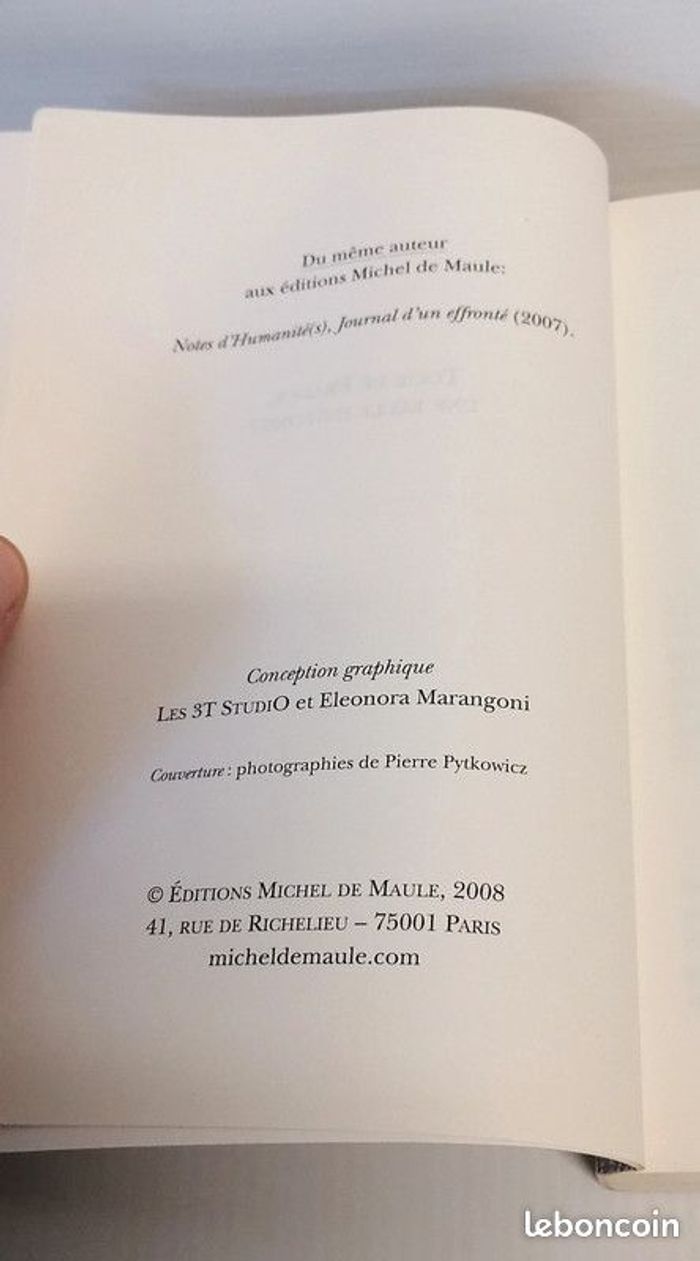 Du même auteur
aux éditions Michel de Maule:
Notes d'Humanité(s), Journal d'un effronté (2007).
Conception graphique
LES 3T STUDIO et Eleonora Marangoni
Couverture : photographies de Pierre Pytkowicz
© ÉDITIONS MICHEL DE MAULE, 2008
41, RUE DE RICHELIEU – 75001 PARIS
micheldemaule.com
leboncoin